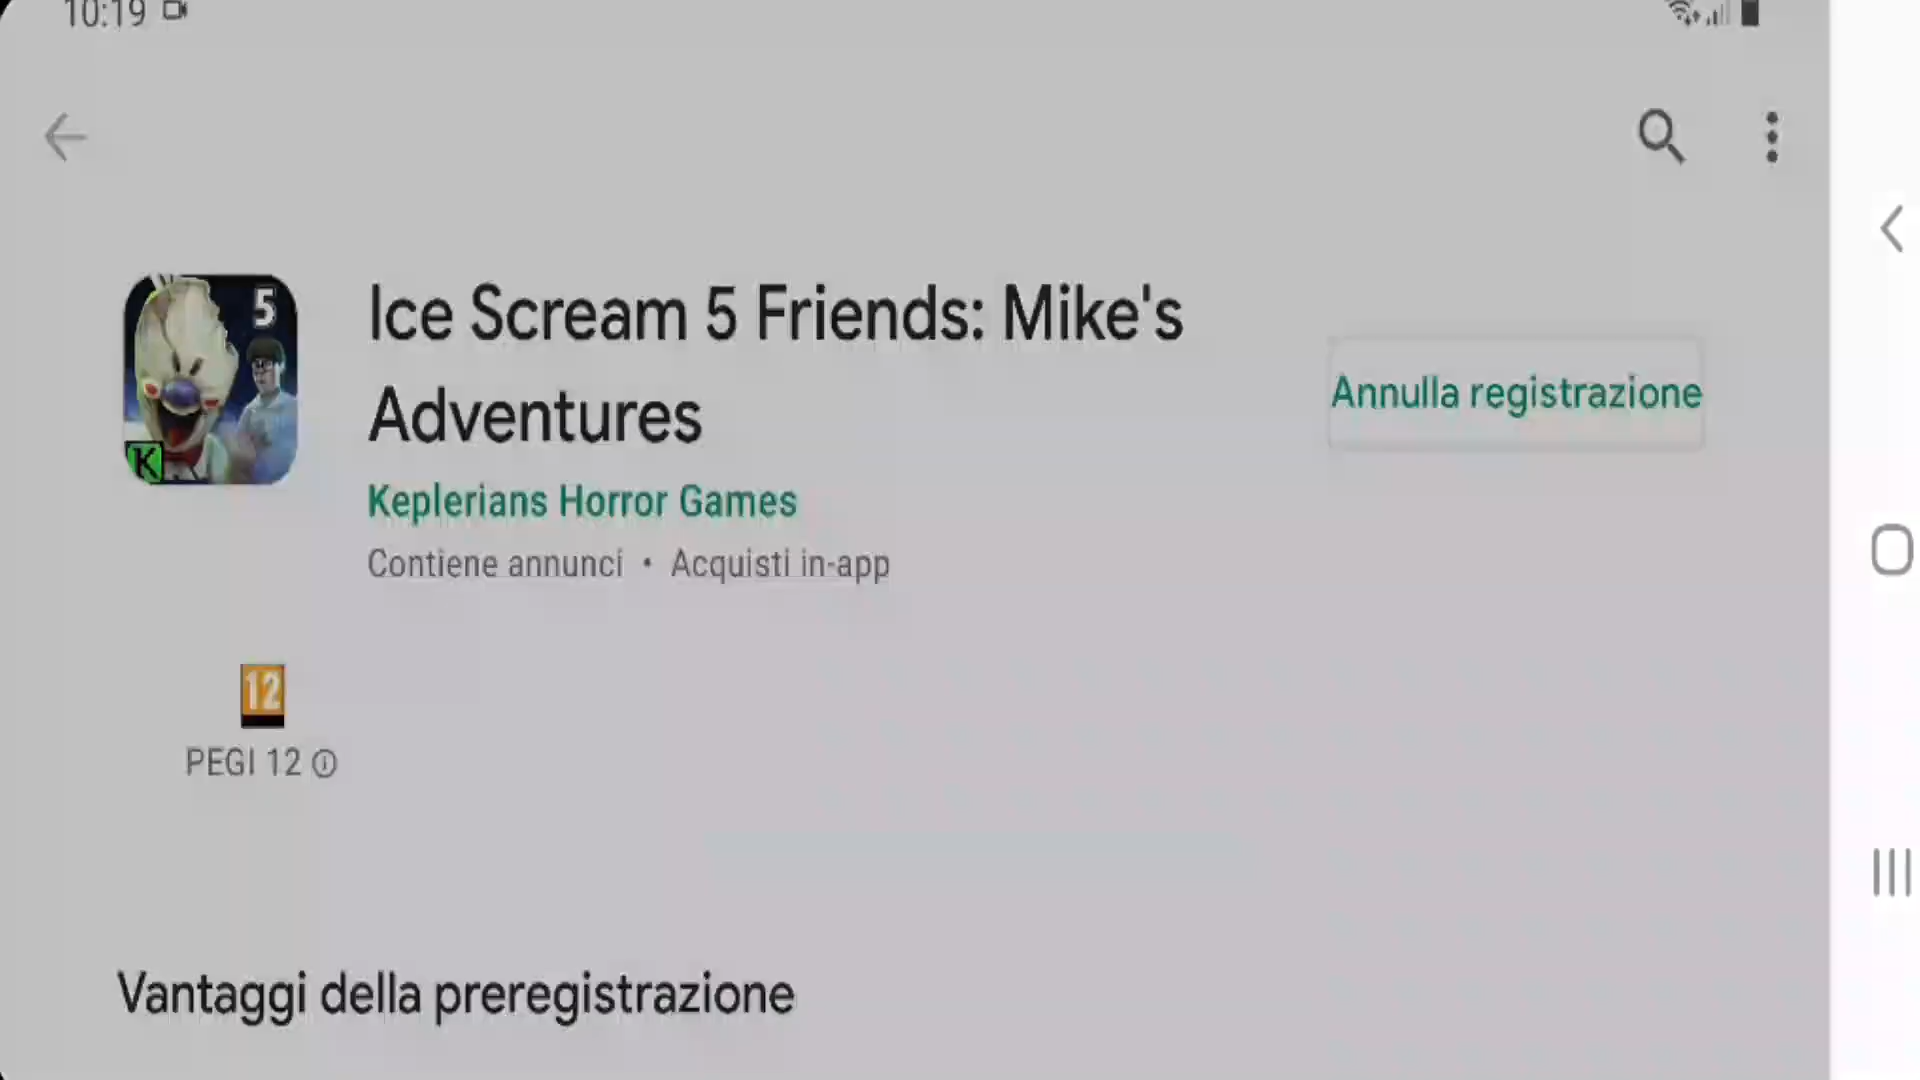 10:19
5
K
Ice Scream 5 Friends: Mike's
Adventures
Annulla registrazione
Keplerians Horror Games
Contiene annunci • Acquisti in-app
12
PEGI 12
Vantaggi della preregistrazione